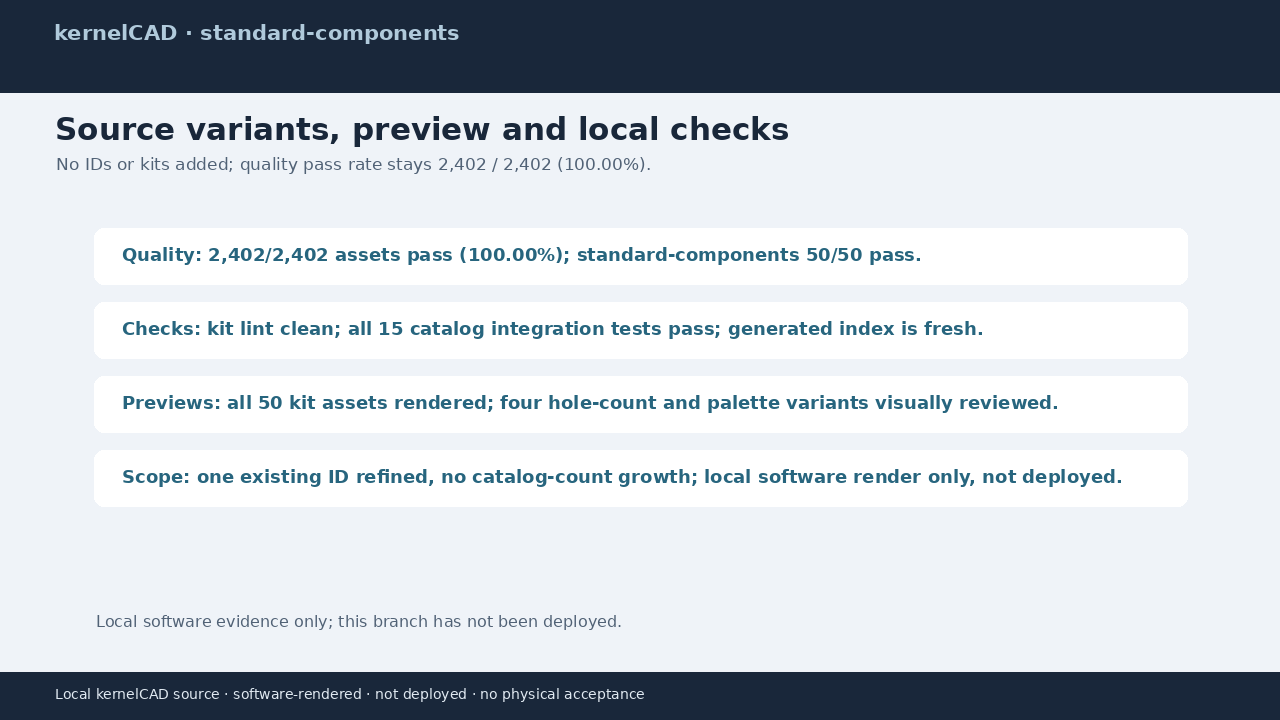 kernelCAD · standard-components
Source variants, preview and local checks
No IDs or kits added; quality pass rate stays 2,402 / 2,402 (100.00%).
Quality: 2,402/2,402 assets pass (100.00%); standard-components 50/50 pass.
Checks: kit lint clean; all 15 catalog integration tests pass; generated index is fresh.
Previews: all 50 kit assets rendered; four hole-count and palette variants visually reviewed.
Scope: one existing ID refined, no catalog-count growth; local software render only, not deployed.
Local software evidence only; this branch has not been deployed.
Local kernelCAD source · software-rendered · not deployed · no physical acceptance